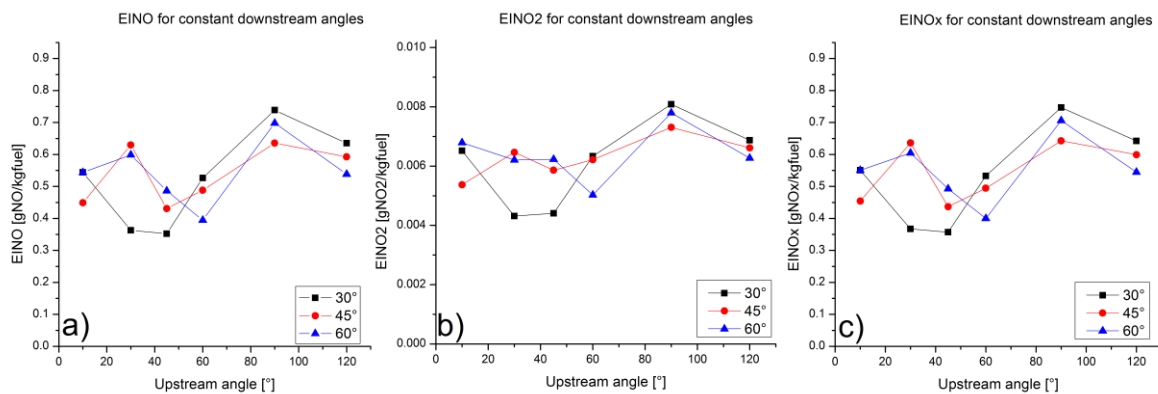 EINO for constant downstream angles
EINO [gNO/kgfuel]
0.9
0.8
0.7
0.6
0.5
0.4
0.3
0.2
0.1
0.0
0 20 40 60 80 100 120
Upstream angle [°]
a)
30°
45°
60°
EINO2 for constant downstream angles
EINO2 [gNO2/kgfuel]
0.010
0.008
0.006
0.004
0.002
0.000
0 20 40 60 80 100 120
Upstream angle [°]
b)
30°
45°
60°
EINOx for constant downstream angles
EINOx [gNOx/kgfuel]
0.9
0.8
0.7
0.6
0.5
0.4
0.3
0.2
0.1
0.0
0 20 40 60 80 100 120
Upstream angle [°]
c)
30°
45°
60°